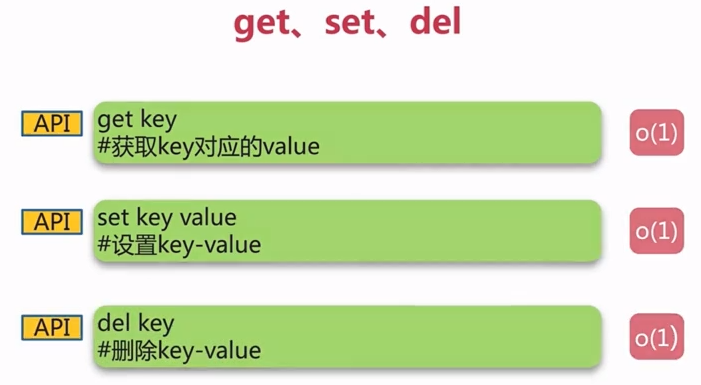 get、set、del
API
get key
#获取key对应的value
o(1)
API
set key value
#设置key-value
o(1)
API
del key
#删除key-value
o(1)